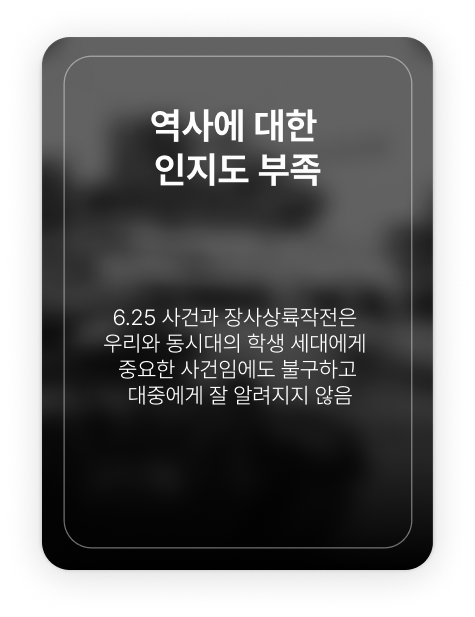 역사에 대한
인지도 부족
6.25 사건과 장사상륙작전은
우리와 동시대의 학생 세대에게
중요한 사건임에도 불구하고
대중에게 잘 알려지지 않음